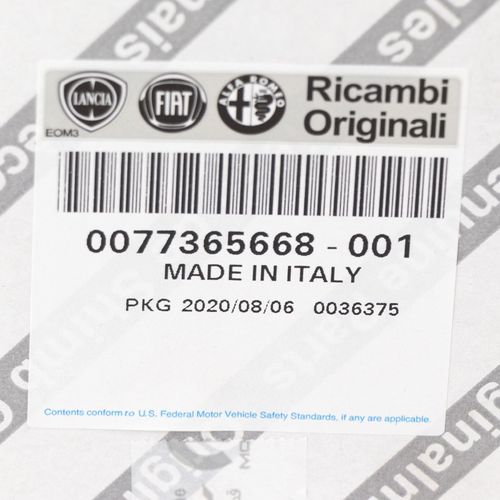 LANCIA
FIAT
ALFA ROMEO
Ricambi
Originali
EOM3
0077365668 - 001
MADE IN ITALY
PKG 2020/08/06 0036375
Contents conform to U.S. Federal Motor Vehicle Safety Standards, if any are applicable.